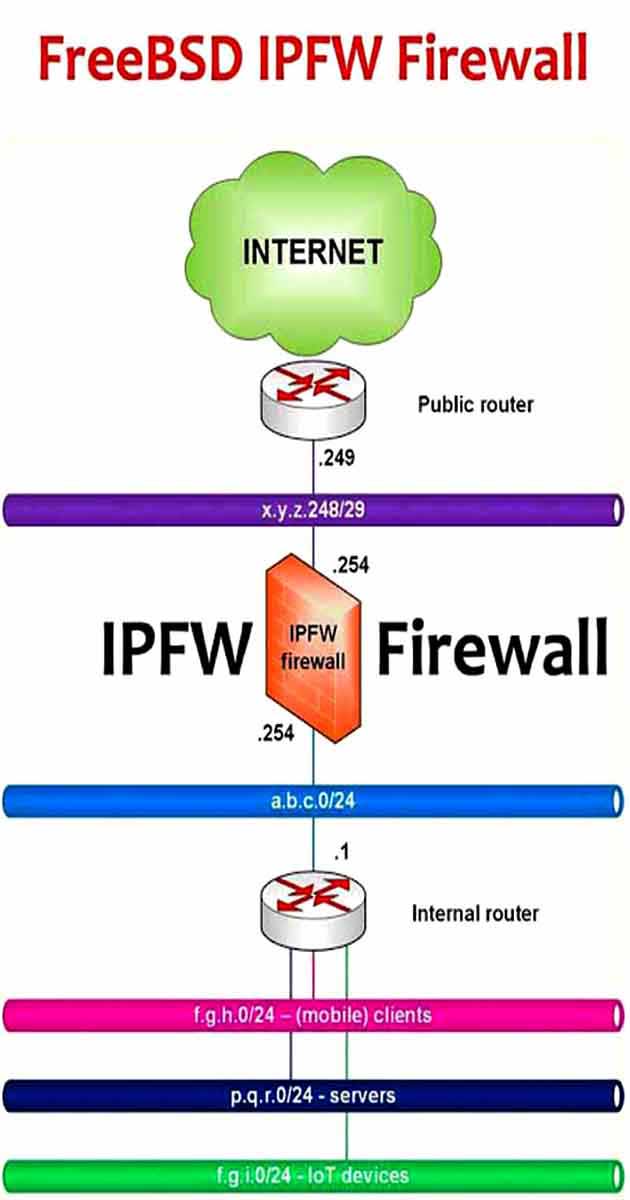 FreeBSD IPFW Firewall
INTERNET
Public router
.249
x.y.z.248/29
.254
IPFW
IPFW
firewall
Firewall
.254
a.b.c.0/24
.1
Internal router
f.g.h.0/24 – (mobile) clients
p.q.r.0/24 - servers
f.g.i.0/24 - IoT devices